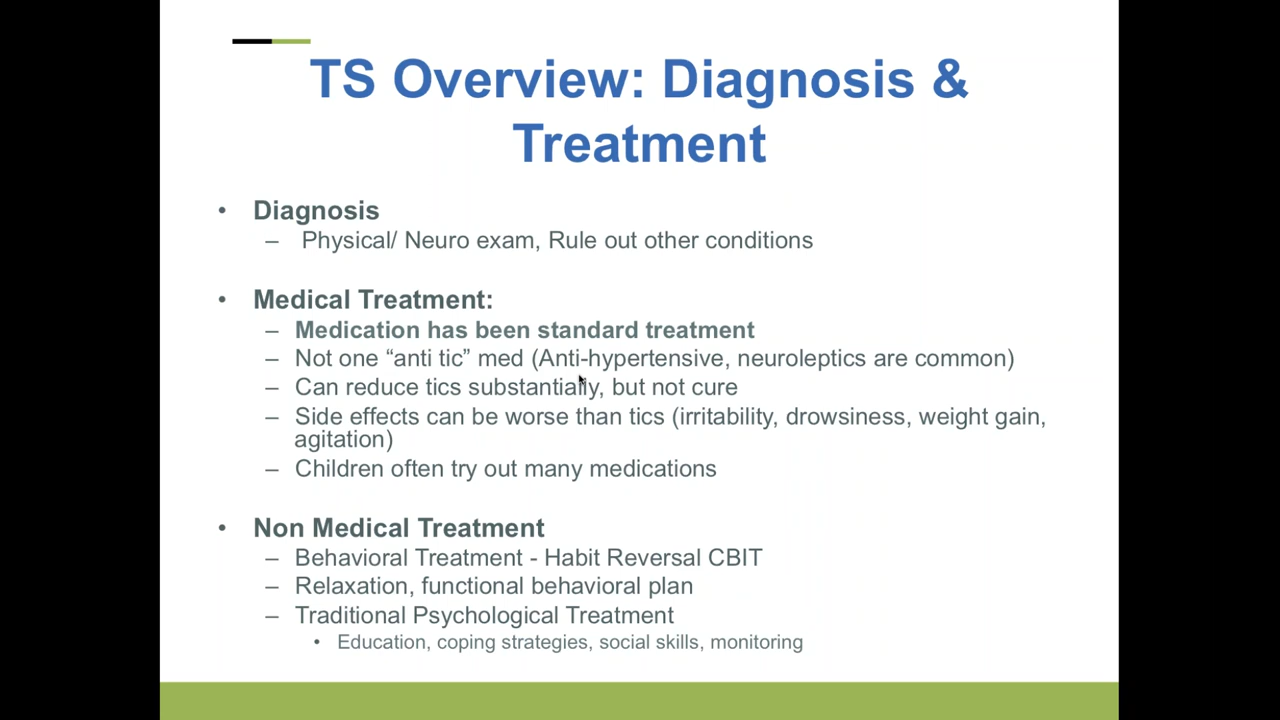 TS Overview: Diagnosis &
Treatment
• Diagnosis
– Physical/ Neuro exam, Rule out other conditions
• Medical Treatment:
– Medication has been standard treatment
– Not one “anti tic” med (Anti-hypertensive, neuroleptics are common)
– Can reduce tics substantially, but not cure
– Side effects can be worse than tics (irritability, drowsiness, weight gain,
agitation)
– Children often try out many medications
• Non Medical Treatment
– Behavioral Treatment - Habit Reversal CBIT
– Relaxation, functional behavioral plan
– Traditional Psychological Treatment
• Education, coping strategies, social skills, monitoring